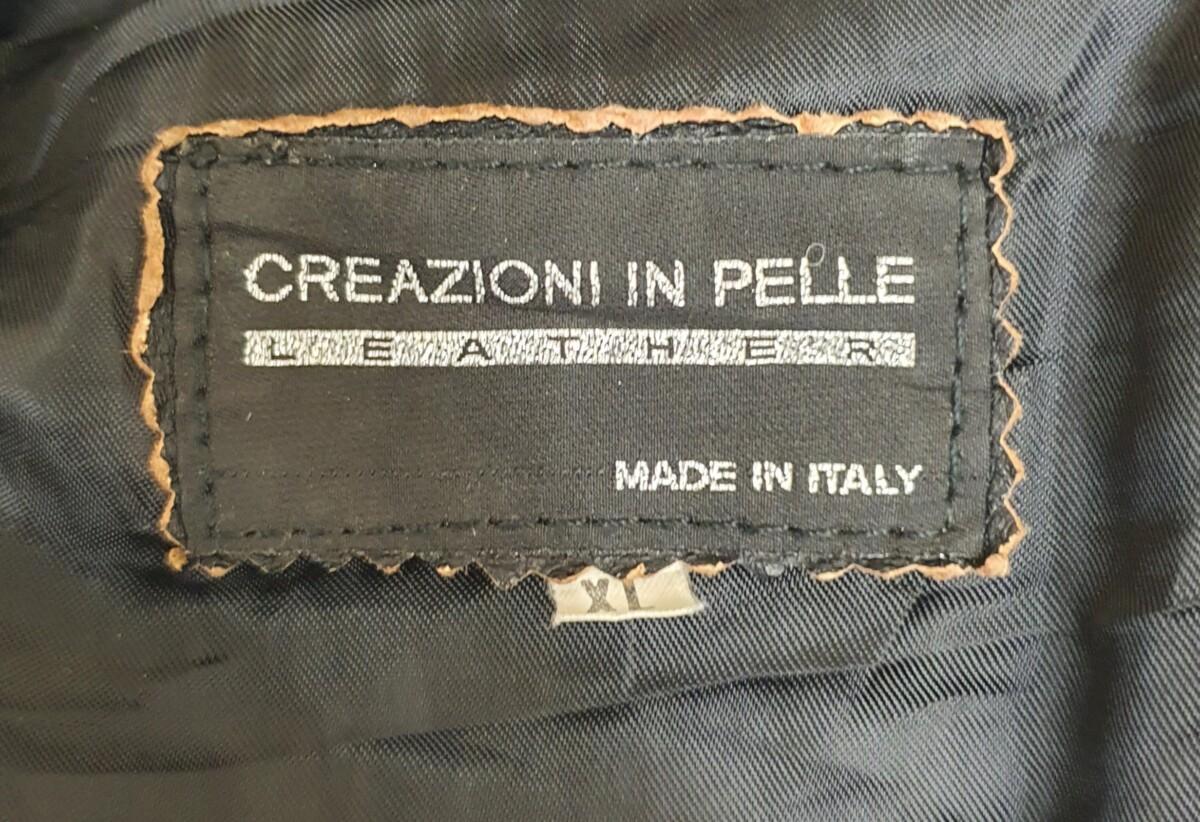 CREAZIONI IN PELLE
LEATHER
MADE IN ITALY
XL